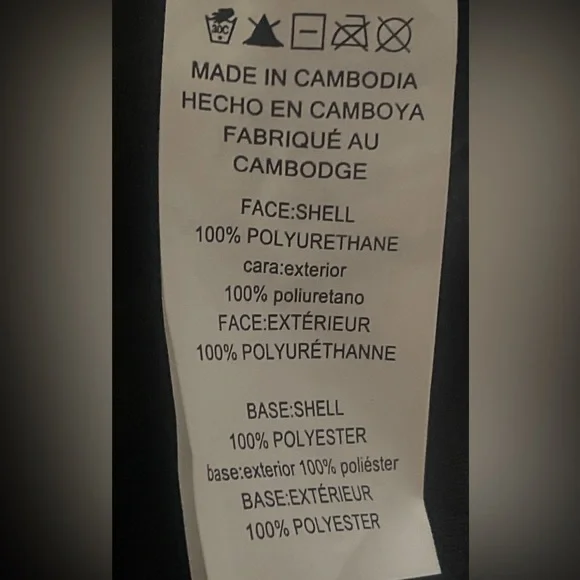 MADE IN CAMBODIA
HECHO EN CAMBOYA
FABRIQUÉ AU
CAMBODGE
FACE:SHELL
100% POLYURETHANE
cara:exterior
100% poliuretano
FACE:EXTÉRIEUR
100% POLYURÉTHANNE
BASE:SHELL
100% POLYESTER
base:exterior 100% poliéster
BASE:EXTÉRIEUR
100% POLYESTER